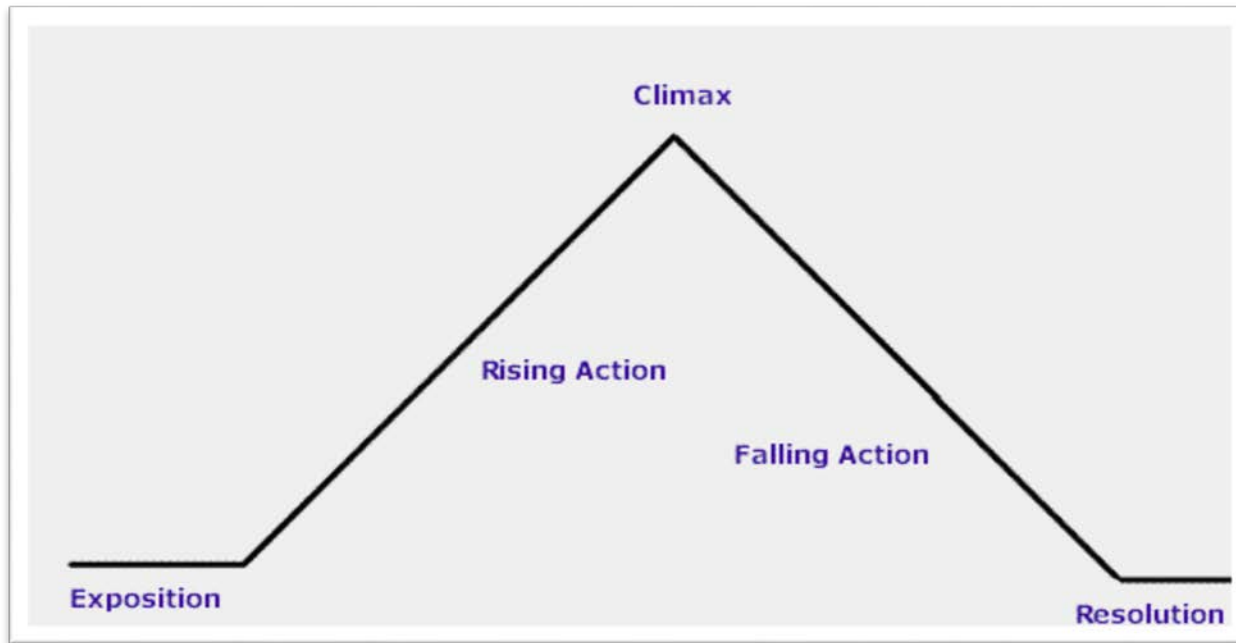 Climax
Rising Action
Falling Action
Exposition
Resolution